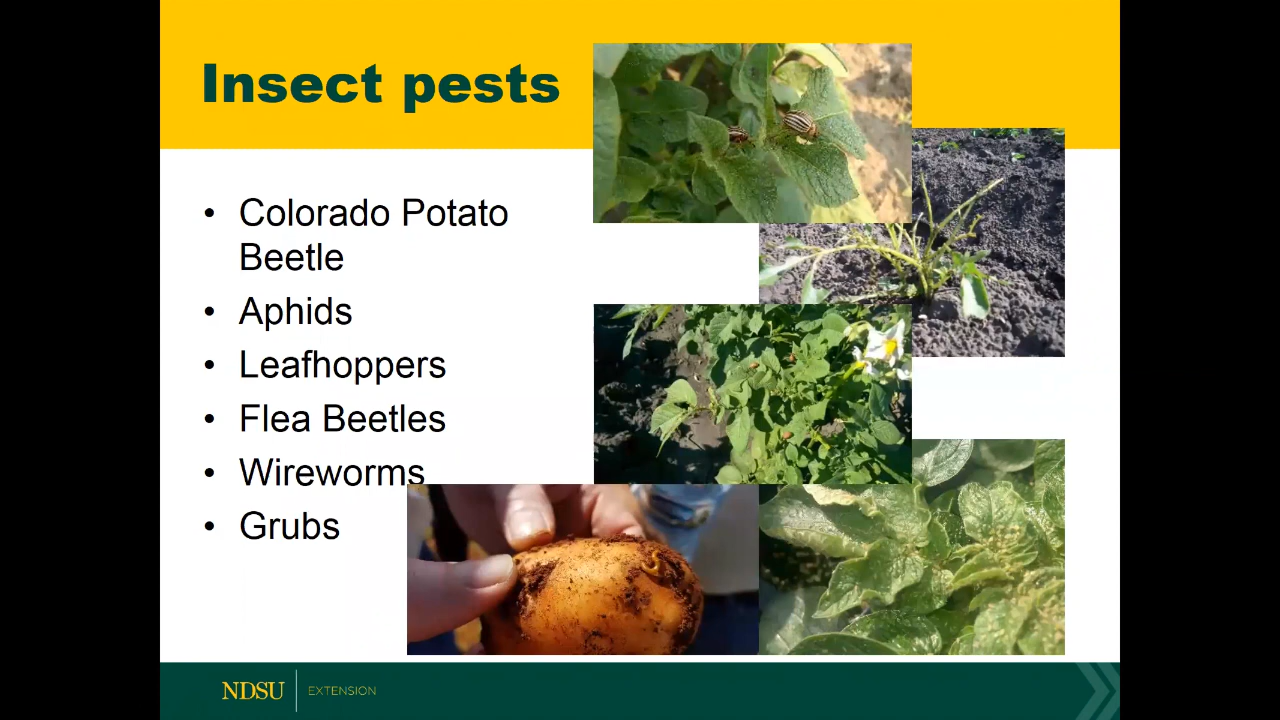 Insect pests
• Colorado Potato
Beetle
• Aphids
• Leafhoppers
• Flea Beetles
• Wireworms
• Grubs
NDSU EXTENSION